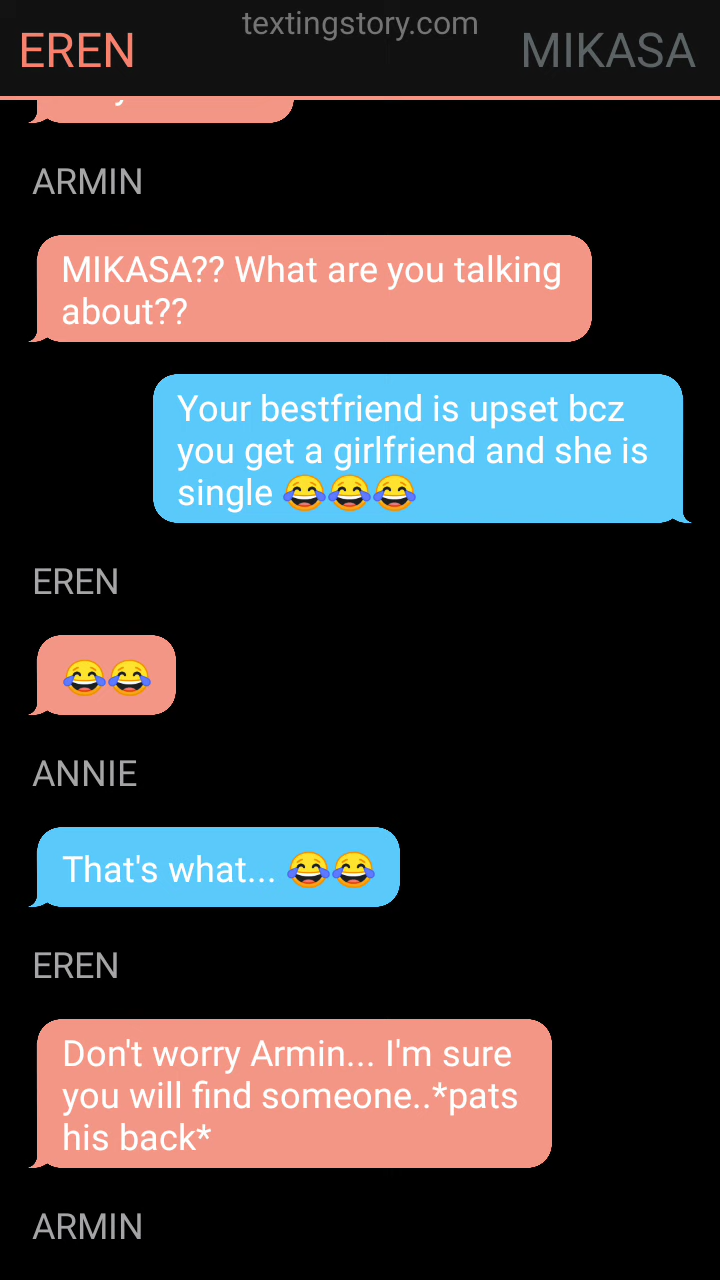 textingstory.com
EREN MIKASA
ARMIN
MIKASA?? What are you talking
about??
Your bestfriend is upset bcz
you get a girlfriend and she is
single 😂😂😂
EREN
😂😂
ANNIE
That's what... 😂😂
EREN
Don't worry Armin... I'm sure
you will find someone..*pats
his back*
ARMIN